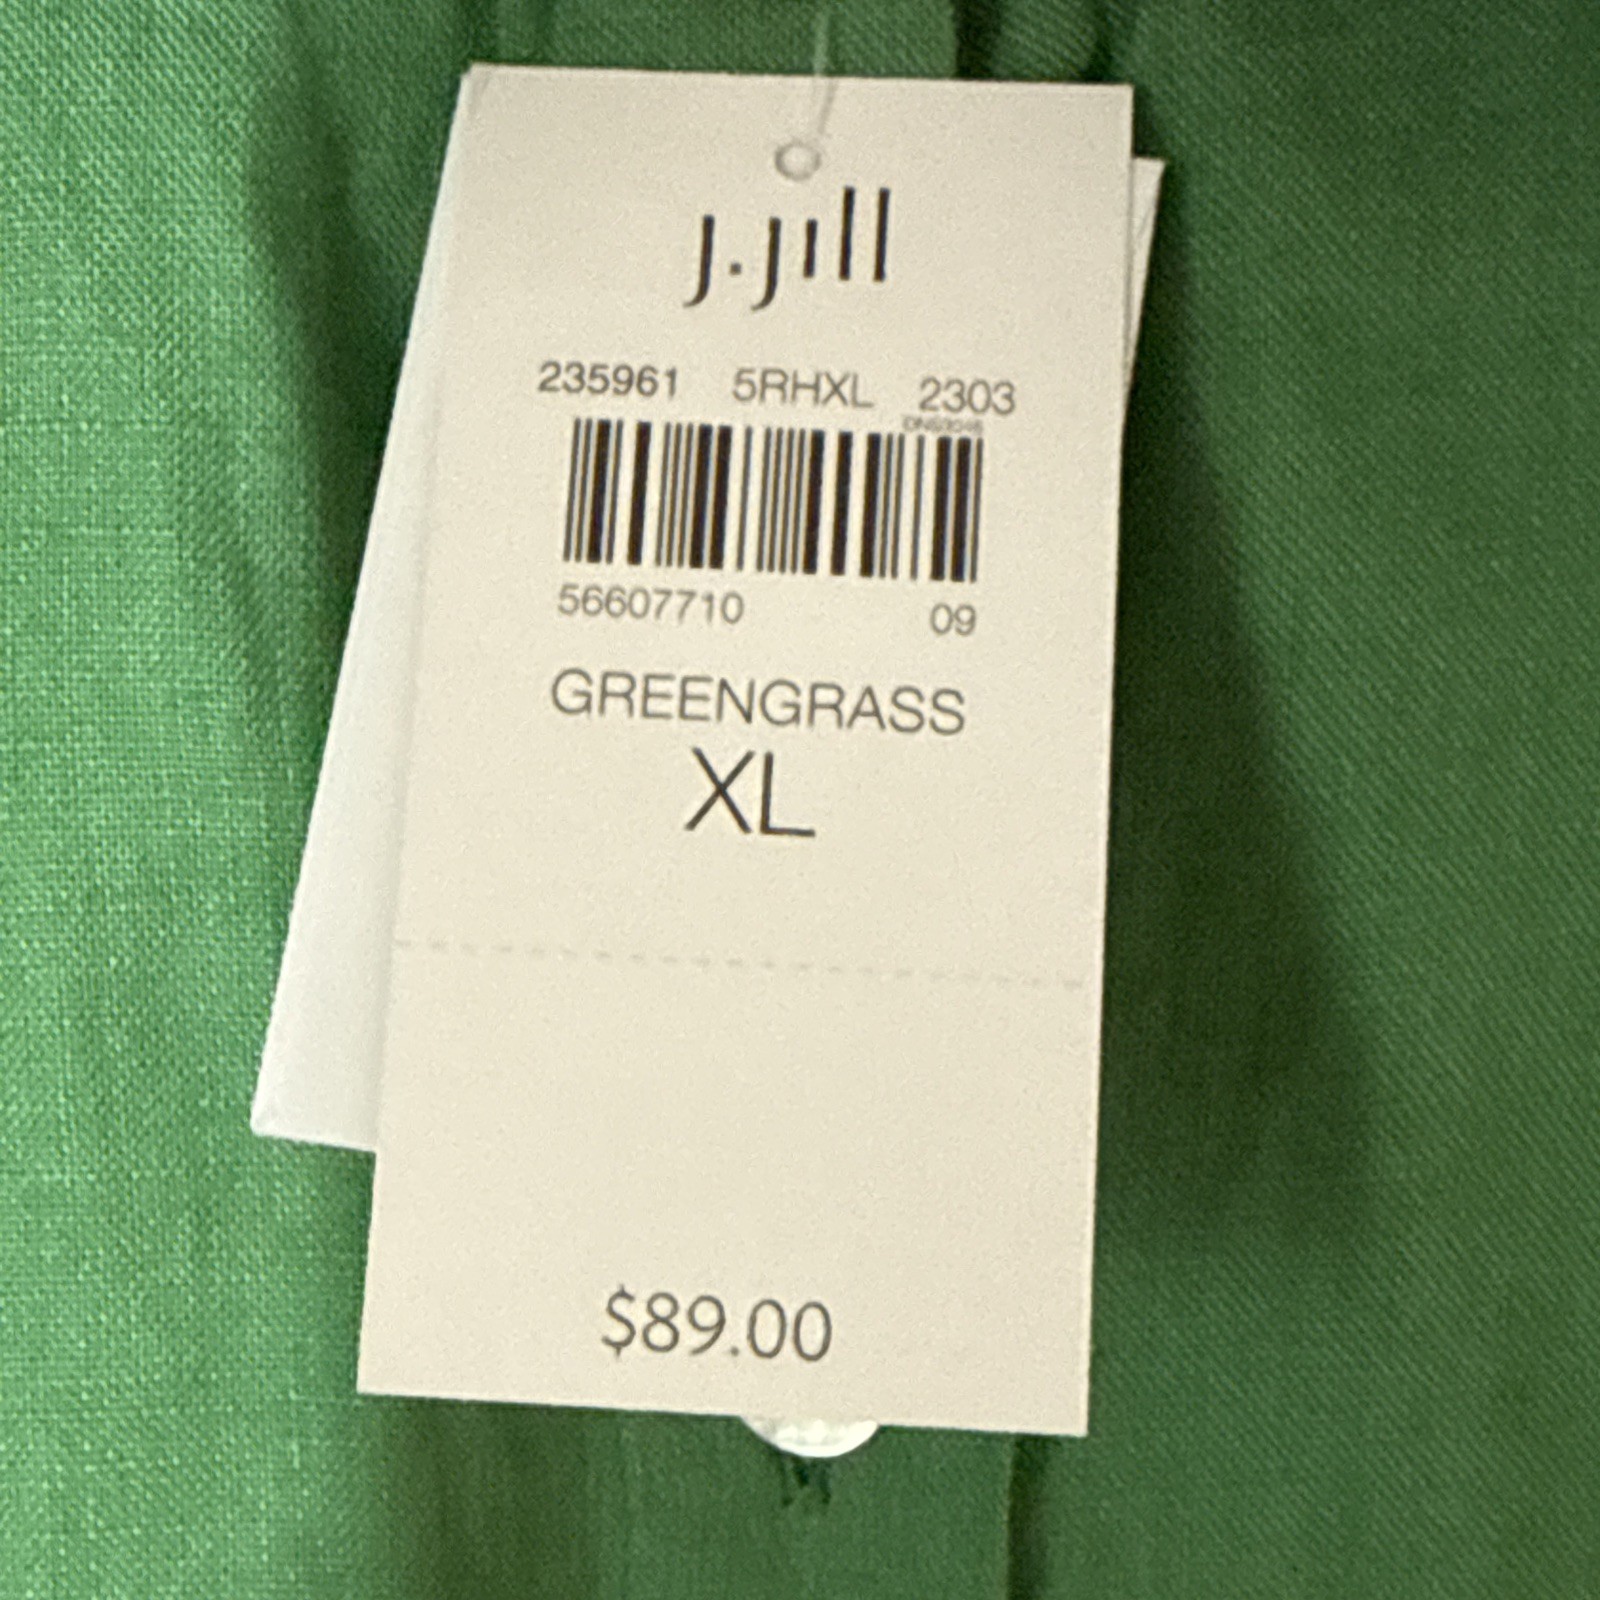 j.jill
235961 5RHXL 2303
56607710 09
GREENGRASS
XL
$89.00